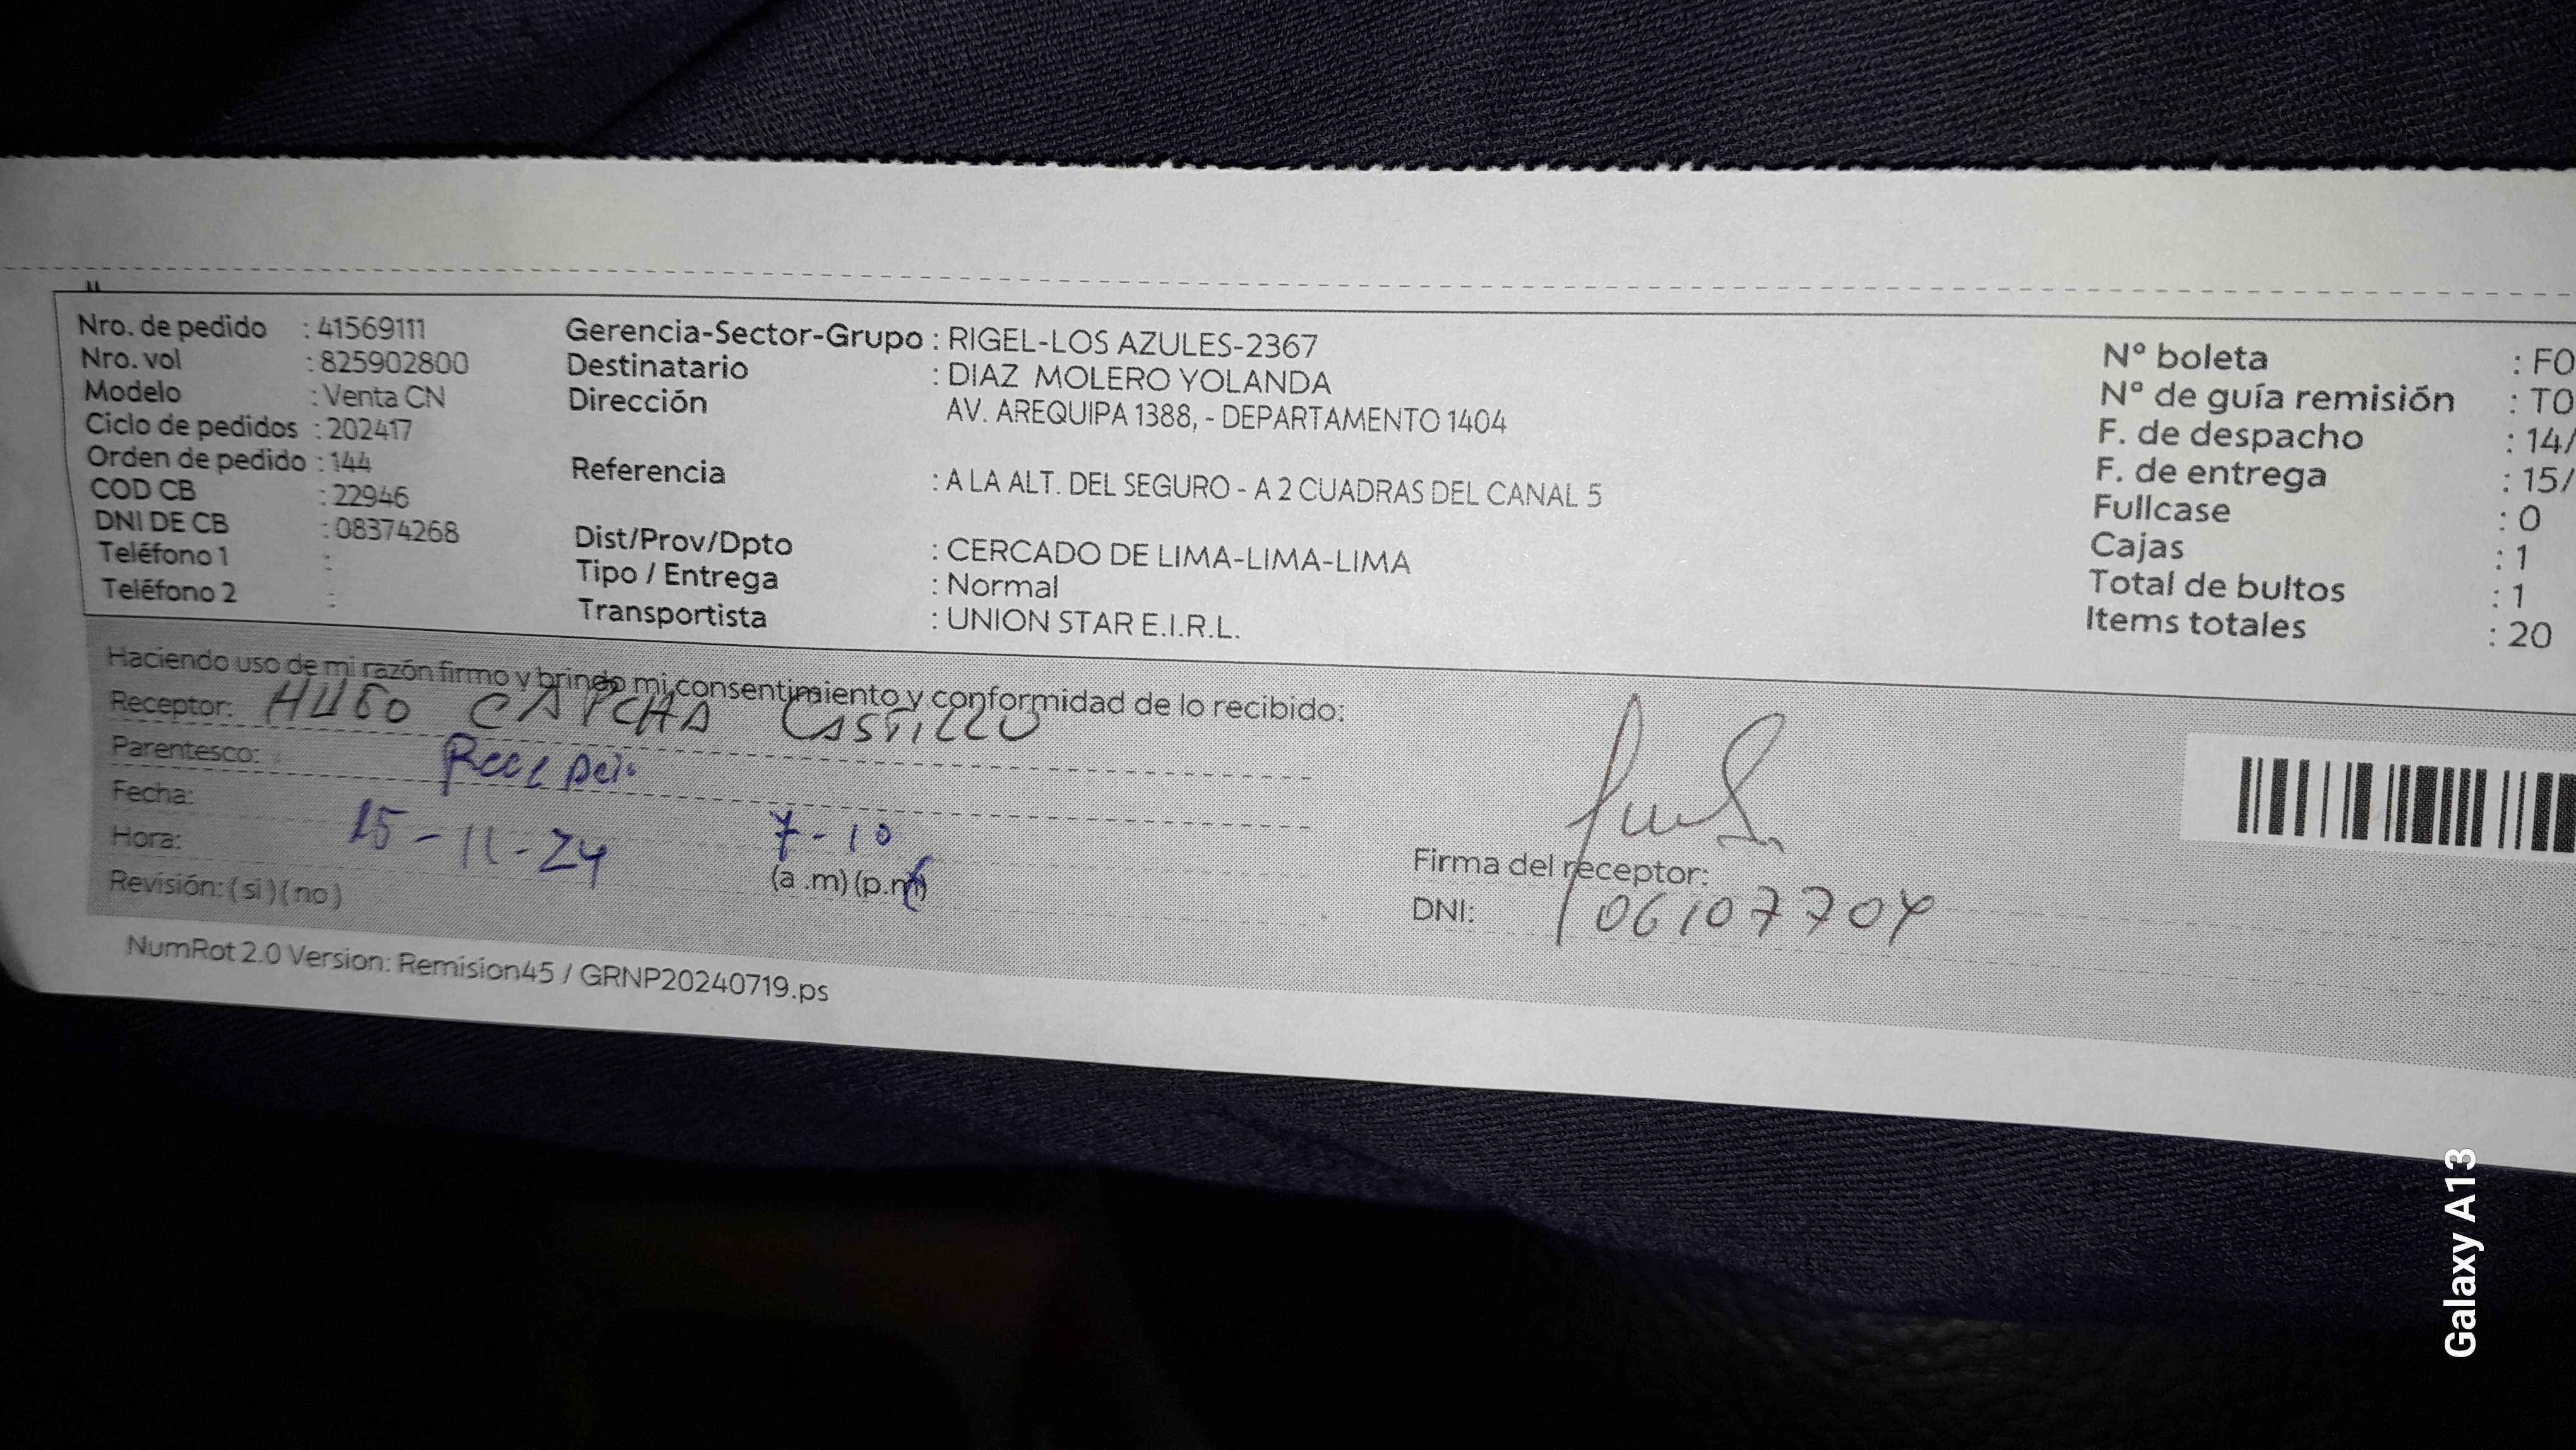 Nro. de pedido : 41569111
Nro. vol : 825902800
Modelo : Venta CN
Ciclo de pedidos : 202417
Orden de pedido : 144
COD CB : 22946
DNI DE CB : 08374268
Teléfono 1 :
Teléfono 2 :
Gerencia-Sector-Grupo : RIGEL-LOS AZULES-2367
Destinatario : DIAZ MOLERO YOLANDA
Dirección AV. AREQUIPA 1388, - DEPARTAMENTO 1404
Referencia : A LA ALT. DEL SEGURO - A 2 CUADRAS DEL CANAL 5
Dist/Prov/Dpto : CERCADO DE LIMA-LIMA-LIMA
Tipo / Entrega : Normal
Transportista : UNION STAR E.I.R.L.
Nº boleta : F0
Nº de guía remisión : T0
F. de despacho : 14/
F. de entrega : 15/
Fullcase : 0
Cajas : 1
Total de bultos : 1
Items totales : 20
Haciendo uso de mi razón firmo y brindo mi consentimiento y conformidad de lo recibido:
Receptor: HUGO CAPCHA CASTILLO
Parentesco:
Fecha: 15-11-24
Hora: 7-10
(a .m) (p.m)
Revisión: (si) (no)
Firma del receptor:
DNI: 06107704
NumRot 2.0 Version: Remision45 / GRNP20240719.ps
Galaxy A13